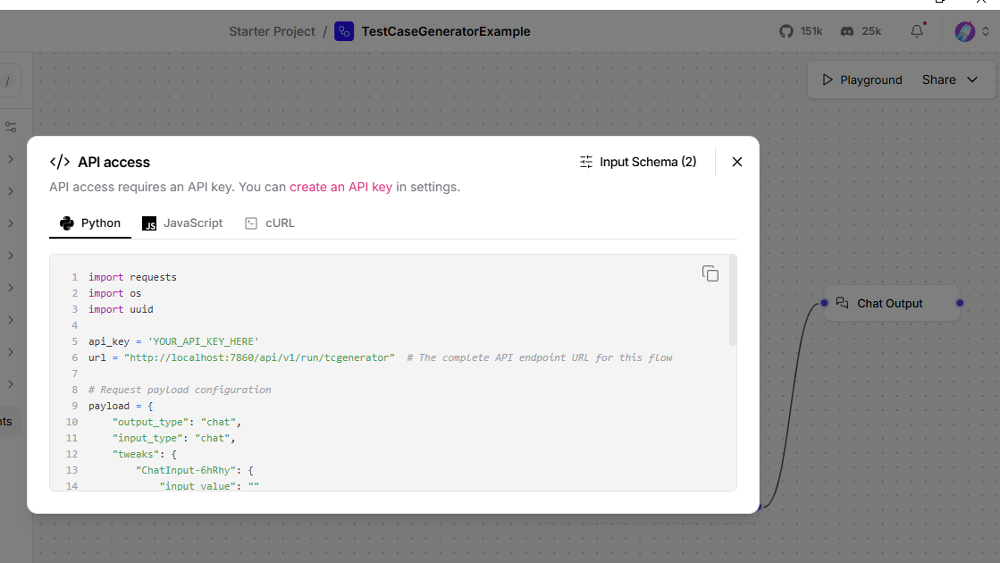 Starter Project / TestCaseGeneratorExample
151k
25k
/
Playground
Share
</> API access
Input Schema (2)
API access requires an API key. You can create an API key in settings.
Python
JS JavaScript
cURL
1 import requests
2 import os
3 import uuid
4
5 api_key = 'YOUR_API_KEY_HERE'
6 url = "http://localhost:7860/api/v1/run/tcgenerator"  # The complete API endpoint URL for this flow
7
8 # Request payload configuration
9 payload = {
10     "output_type": "chat",
11     "input_type": "chat",
12     "tweaks": {
13         "ChatInput-6hRhy": {
14             "input_value": ""
Chat Output
nts